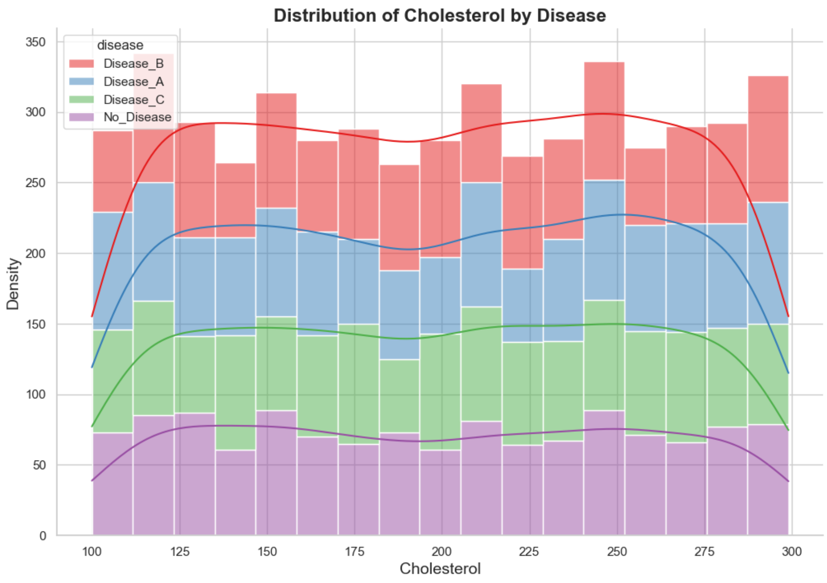 Distribution of Cholesterol by Disease
350
300
250
200
150
100
50
0
Density
disease
Disease_B
Disease_A
Disease_C
No_Disease
100 125 150 175 200 225 250 275 300
Cholesterol